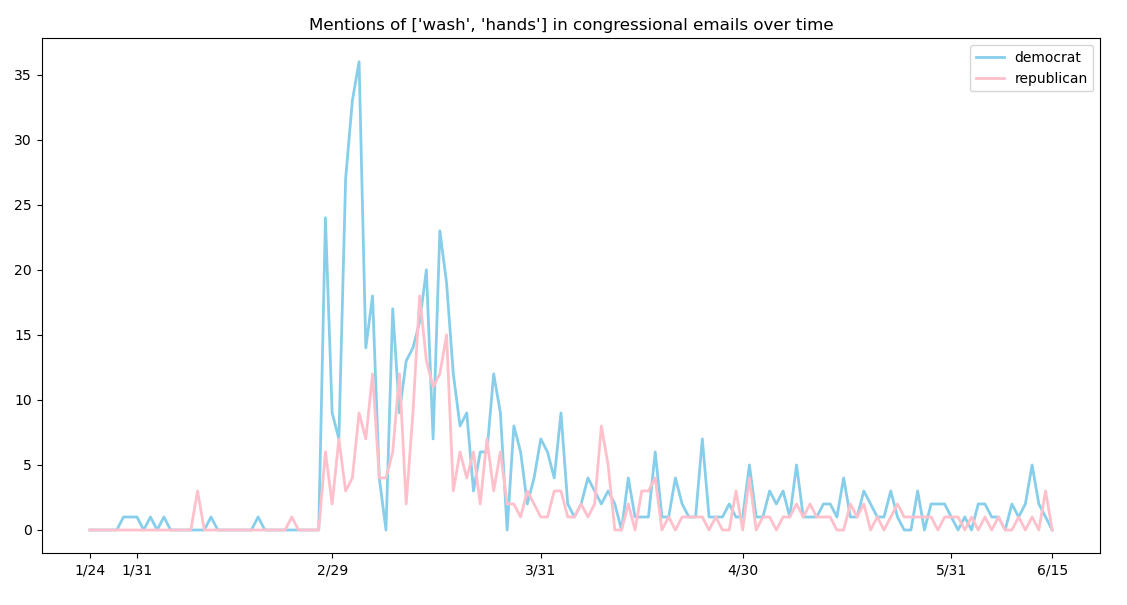 Mentions of ['wash', 'hands'] in congressional emails over time
democrat
republican
35
30
25
20
15
10
5
0
1/24 1/31 2/29 3/31 4/30 5/31 6/15